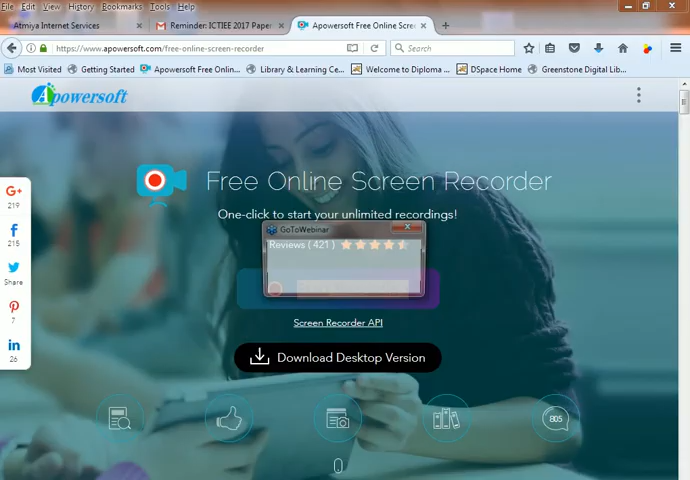 File Edit View History Bookmarks Tools Help
Atmiya Internet Services
Reminder: ICTIEE 2017 Paper
Apowersoft Free Online Scre
https://www.apowersoft.com/free-online-screen-recorder
Search
Most Visited
Getting Started
Apowersoft Free Onlin...
Library & Learning Ce...
Welcome to Diploma ...
DSpace Home
Greenstone Digital Lib...
Apowersoft
Free Online Screen Recorder
One-click to start your unlimited recordings!
GoToWebinar
Reviews ( 421 )
G+
219
215
Share
7
in
26
Screen Recorder API
Download Desktop Version
805